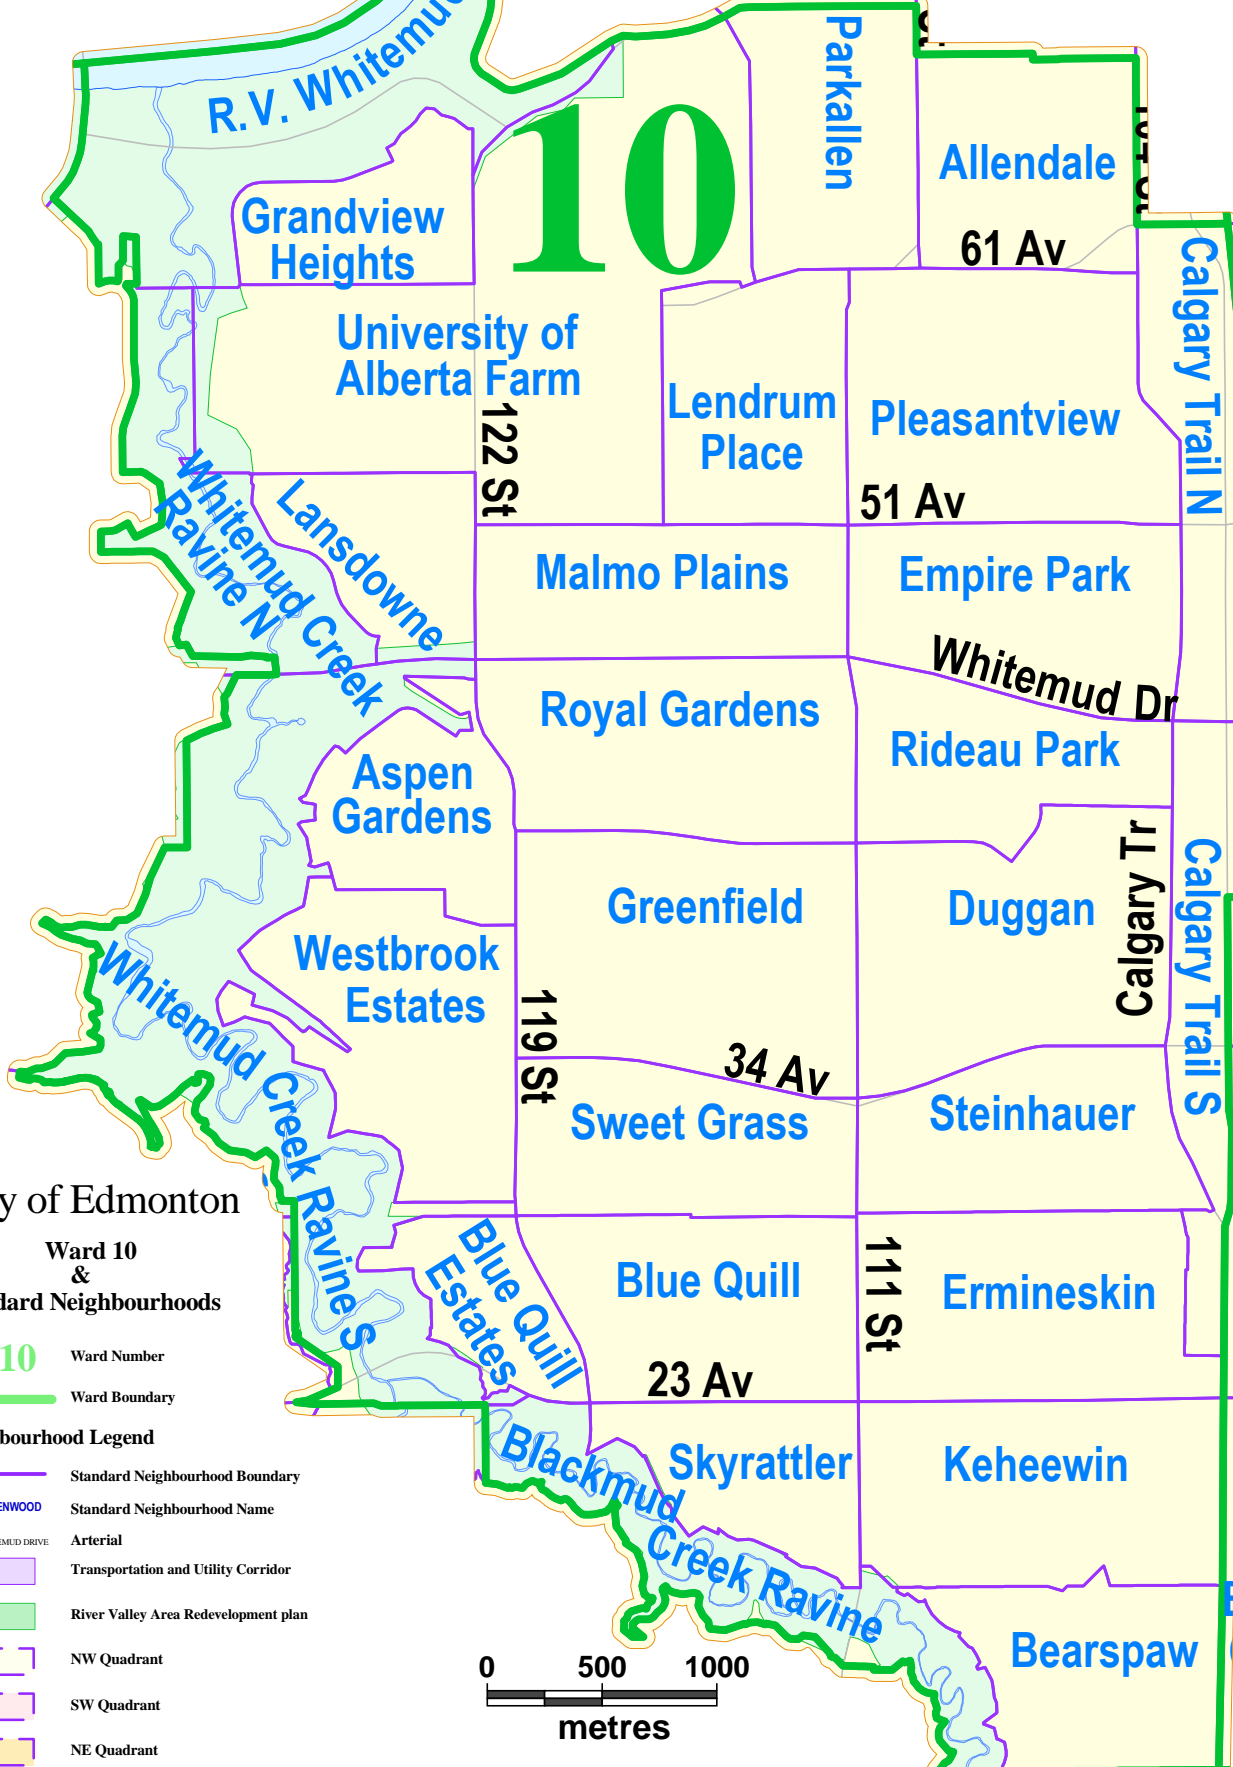 R.V. Whitemud
Parkallen
10
Allendale
61 Av
Grandview
Heights
Calgary Trail N
University of
Alberta Farm
Lendrum
Place
Pleasantview
122 St
51 Av
Whitemud Creek
Ravine N
Lansdowne
Malmo Plains
Empire Park
Whitemud Dr
Royal Gardens
Rideau Park
Aspen
Gardens
Calgary Tr
Calgary Trail S
Greenfield
Duggan
Westbrook
Estates
Whitemud Creek Ravine S
119 St
34 Av
Sweet Grass
Steinhauer
Blue Quill
Estates
Blue Quill
111 St
Ermineskin
23 Av
Blackmud
Creek Ravine
Skyrattler
Keheewin
Bearspaw
y of Edmonton
Ward 10
&
dard Neighbourhoods
10 Ward Number
Ward Boundary
bourhood Legend
Standard Neighbourhood Boundary
ENWOOD Standard Neighbourhood Name
EMUD DRIVE Arterial
Transportation and Utility Corridor
River Valley Area Redevelopment plan
NW Quadrant
SW Quadrant
NE Quadrant
0 500 1000
metres